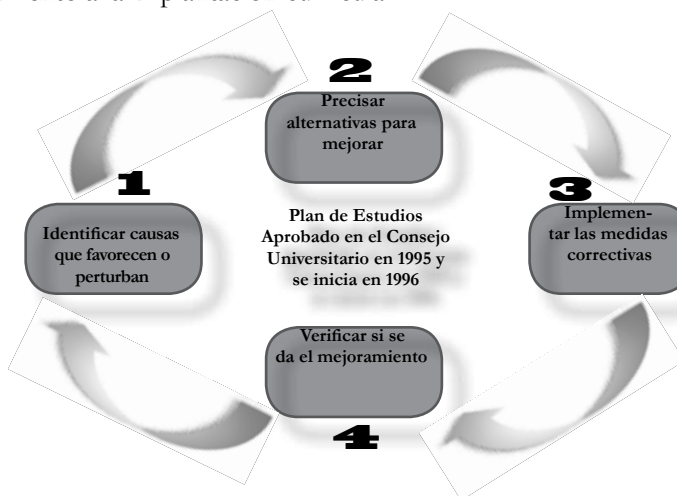 2
Precisar
alternativas para
mejorar
1
Identificar causas
que favorecen o
perturban
3
Implemen-
tar las medidas
correctivas
Plan de Estudios
Aprobado en el Consejo
Universitario en 1995 y
se inicia en 1996
Verificar si se
da el mejoramiento
4